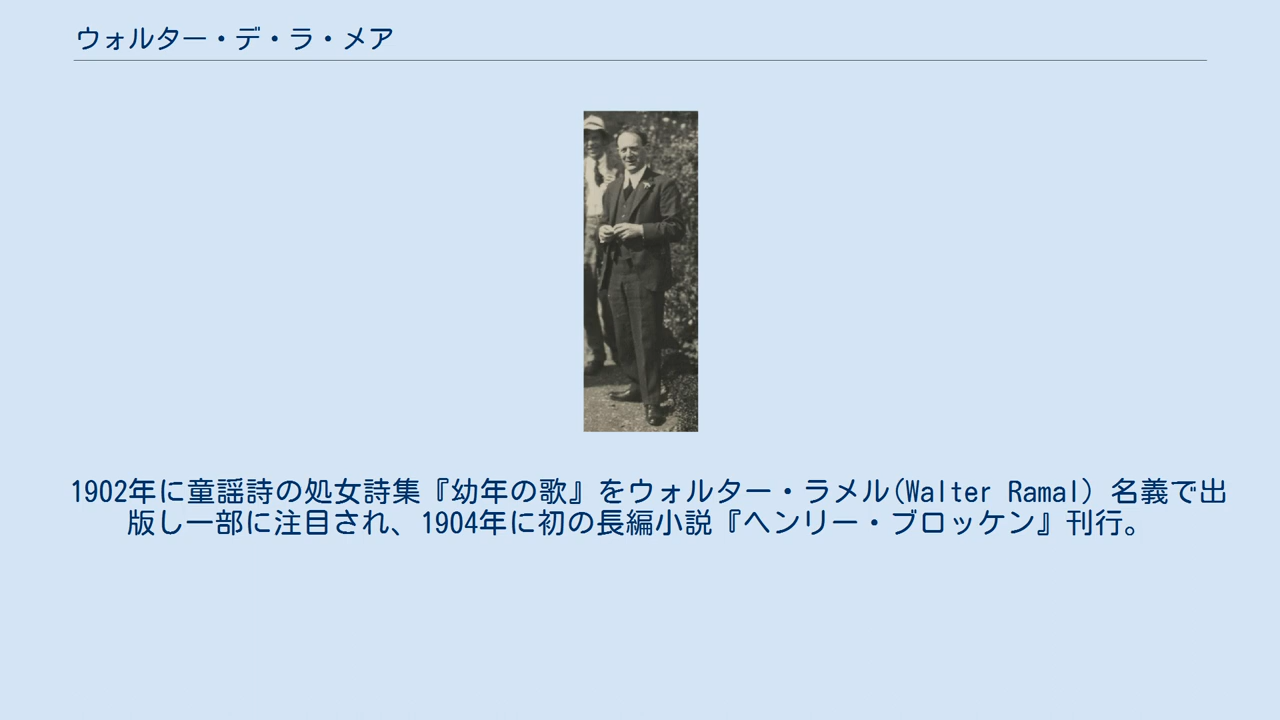 ウォルター・デ・ラ・メア
1902年に童謡詩の処女詩集『幼年の歌』をウォルター・ラメル(Walter Ramal) 名義で出
版し一部に注目され、1904年に初の長編小説『ヘンリー・ブロッケン』刊行。